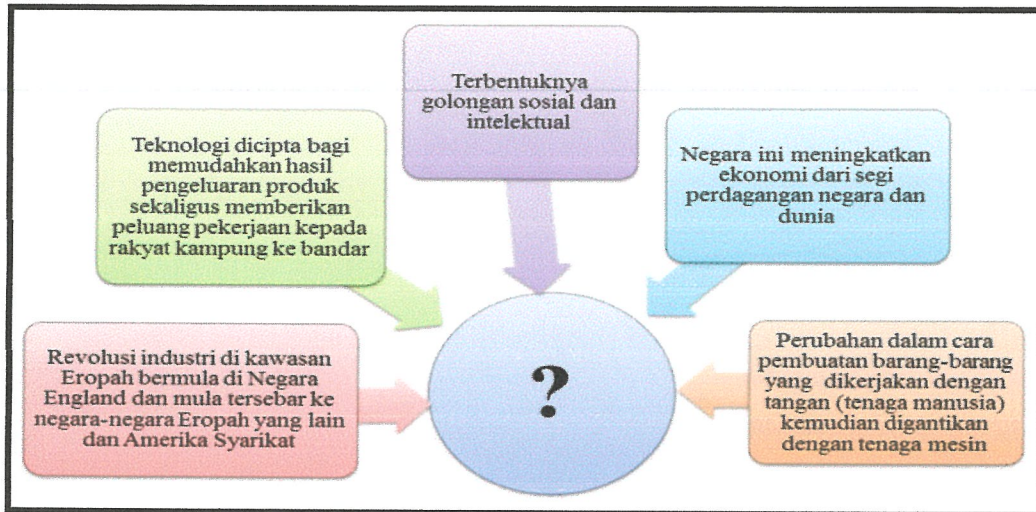 Terbentuknya
golongan sosial dan
intelektual
Teknologi dicipta bagi
memudahkan hasil
pengeluaran produk
sekaligus memberikan
peluang pekerjaan kepada
rakyat kampung ke bandar
Negara ini meningkatkan
ekonomi dari segi
perdagangan negara dan
dunia
Revolusi industri di kawasan
Eropah bermula di Negara
England dan mula tersebar ke
negara-negara Eropah yang lain
dan Amerika Syarikat
?
Perubahan dalam cara
pembuatan barang-barang
yang dikerjakan dengan
tangan (tenaga manusia)
kemudian digantikan
dengan tenaga mesin